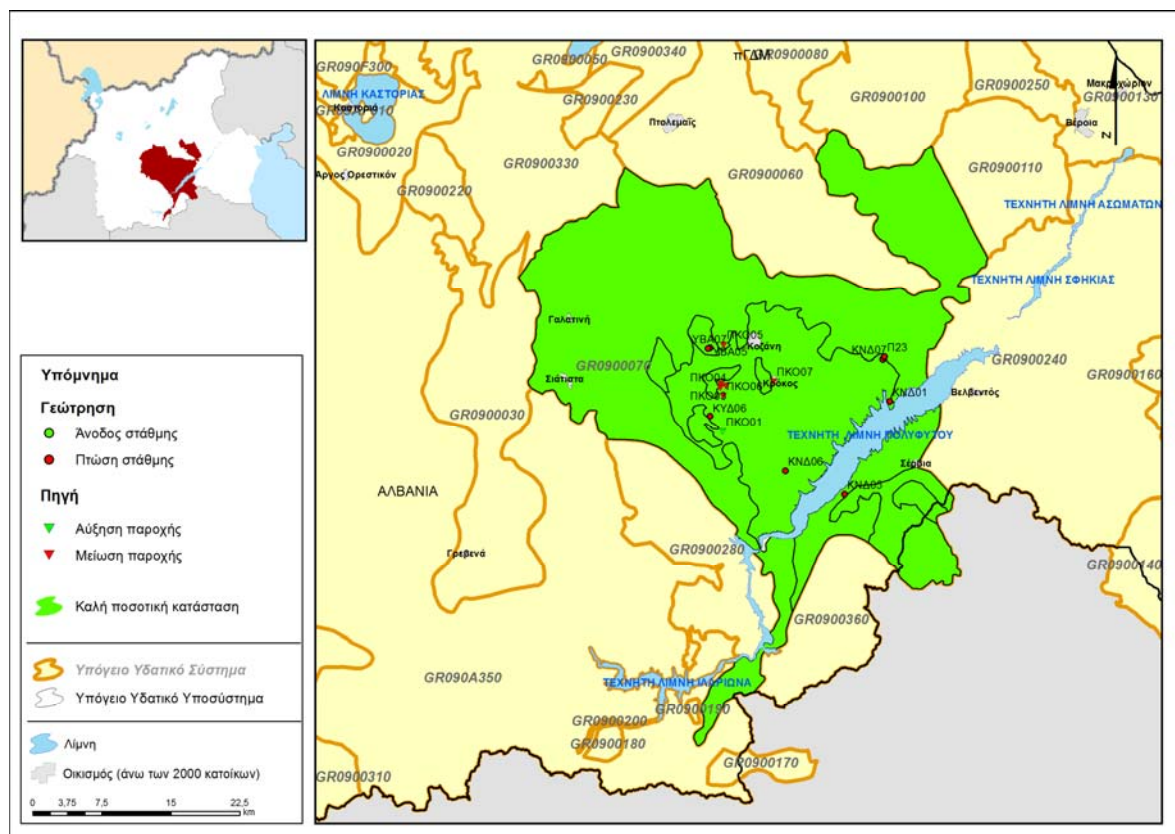 Υπόμνημα
Γεώτρηση
Άνοδος στάθμης
Πτώση στάθμης
Πηγή
Αύξηση παροχής
Μείωση παροχής
Καλή ποσοτική κατάσταση
Υπόγειο Υδατικό Σύστημα
Υπόγειο Υδατικό Υποσύστημα
Λίμνη
Οικισμός (άνω των 2000 κατοίκων)
0 3,75 7,5 15 22,5
km
GR0900340
GR0900050
πΓΔΜ
GR0900080
GR090F300
ΛΙΜΝΗ ΚΑΣΤΟΡΙΑΣ
Καστοριά
GR0900230
GR0900100
GR0900250
Μακροχώριον
GR0900130
Βέροια
Z
Πτολεμαΐς
GR0900020
GR0900330
GR0900060
GR0900110
Άργος Ορεστικόν
GR0900220
ΤΕΧΝΗΤΗ ΛΙΜΝΗ ΑΣΩΜΑΤΩΝ
ΤΕΧΝΗΤΗ ΛΙΜΝΗ ΣΦΗΚΙΑΣ
Γαλατινή
ΥΒΑ07
ΠΚΟ05
ΥΒΑ05
Κοζάνη
ΚΝΔ07
Π23
GR0900240
GR0900070
Σιάτιστα
ΠΚΟ04
ΠΚΟ06
ΠΚΟ07
Κρόκος
GR0900160
Βελβεντός
ΚΝΔ01
ΚΥΔ06
ΠΚΟ01
GR0900030
ΤΕΧΝΗΤΗ ΛΙΜΝΗ ΠΟΛΥΦΥΤΟΥ
ΚΝΔ06
Σέρβια
ΚΝΔ03
ΑΛΒΑΝΙΑ
Γρεβενά
GR0900280
GR0900140
GR0900360
GR090A350
ΤΕΧΝΗΤΗ ΛΙΜΝΗ ΙΛΑΡΙΩΝΑ
GR0900190
GR0900200
GR0900180
GR0900170
GR0900310